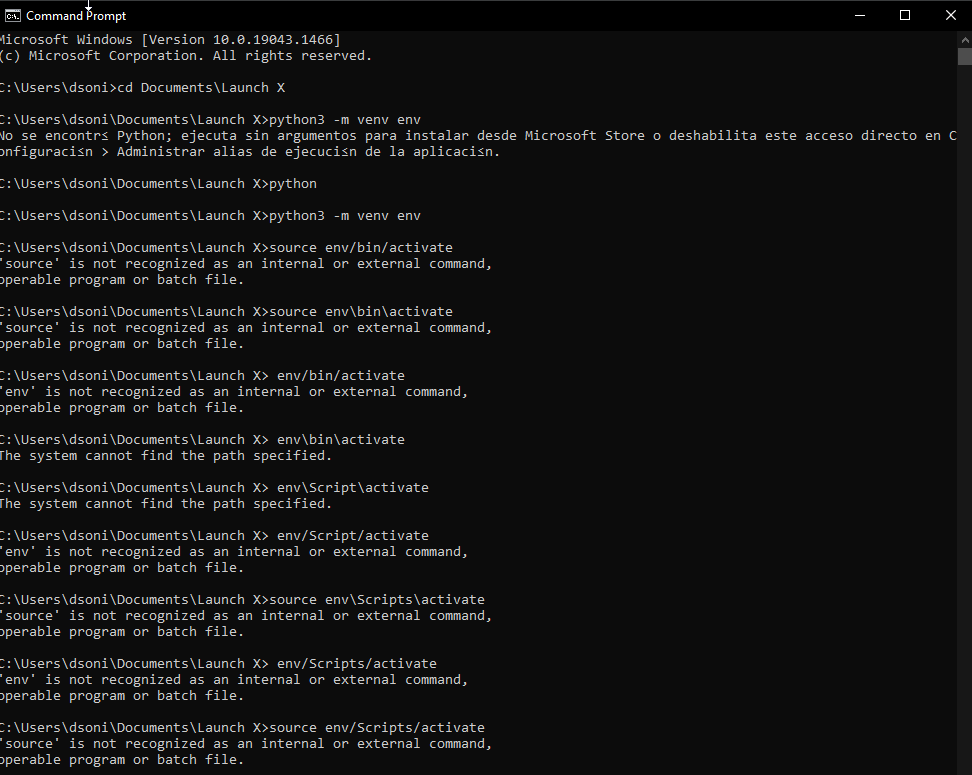 Command Prompt
Microsoft Windows [Version 10.0.19043.1466]
(c) Microsoft Corporation. All rights reserved.
C:\Users\dsoni>cd Documents\Launch X
C:\Users\dsoni\Documents\Launch X>python3 -m venv env
No se encontr≤ Python; ejecuta sin argumentos para instalar desde Microsoft Store o deshabilita este acceso directo en C
onfiguraci≤n > Administrar alias de ejecuci≤n de la aplicaci≤n.
C:\Users\dsoni\Documents\Launch X>python
C:\Users\dsoni\Documents\Launch X>python3 -m venv env
C:\Users\dsoni\Documents\Launch X>source env/bin/activate
'source' is not recognized as an internal or external command,
operable program or batch file.
C:\Users\dsoni\Documents\Launch X>source env\bin\activate
'source' is not recognized as an internal or external command,
operable program or batch file.
C:\Users\dsoni\Documents\Launch X> env/bin/activate
'env' is not recognized as an internal or external command,
operable program or batch file.
C:\Users\dsoni\Documents\Launch X> env\bin\activate
The system cannot find the path specified.
C:\Users\dsoni\Documents\Launch X> env\Script\activate
The system cannot find the path specified.
C:\Users\dsoni\Documents\Launch X> env/Script/activate
'env' is not recognized as an internal or external command,
operable program or batch file.
C:\Users\dsoni\Documents\Launch X>source env\Scripts\activate
'source' is not recognized as an internal or external command,
operable program or batch file.
C:\Users\dsoni\Documents\Launch X> env/Scripts/activate
'env' is not recognized as an internal or external command,
operable program or batch file.
C:\Users\dsoni\Documents\Launch X>source env/Scripts/activate
'source' is not recognized as an internal or external command,
operable program or batch file.